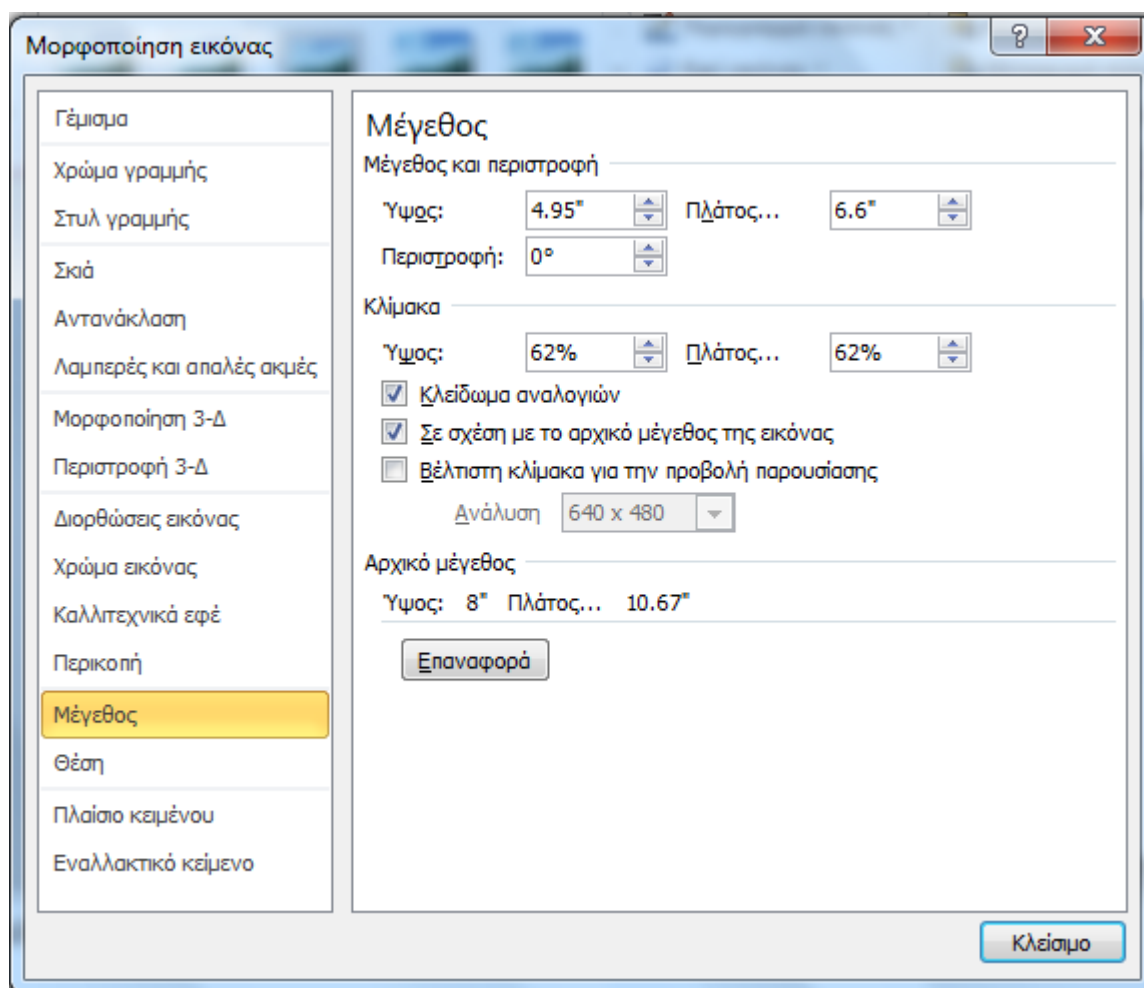 Μορφοποίηση εικόνας
Γέμισμα
Χρώμα γραμμής
Στυλ γραμμής
Σκιά
Αντανάκλαση
Λαμπερές και απαλές ακμές
Μορφοποίηση 3-Δ
Περιστροφή 3-Δ
Διορθώσεις εικόνας
Χρώμα εικόνας
Καλλιτεχνικά εφέ
Περικοπή
Μέγεθος
Θέση
Πλαίσιο κειμένου
Εναλλακτικό κείμενο
Μέγεθος
Μέγεθος και περιστροφή
Ύψος: 4.95" Πλάτος... 6.6"
Περιστροφή: 0°
Κλίμακα
Ύψος: 62% Πλάτος... 62%
Κλείδωμα αναλογιών
Σε σχέση με το αρχικό μέγεθος της εικόνας
Βέλτιστη κλίμακα για την προβολή παρουσίασης
Ανάλυση 640 x 480
Αρχικό μέγεθος
Ύψος: 8" Πλάτος... 10.67"
Επαναφορά
Κλείσιμο